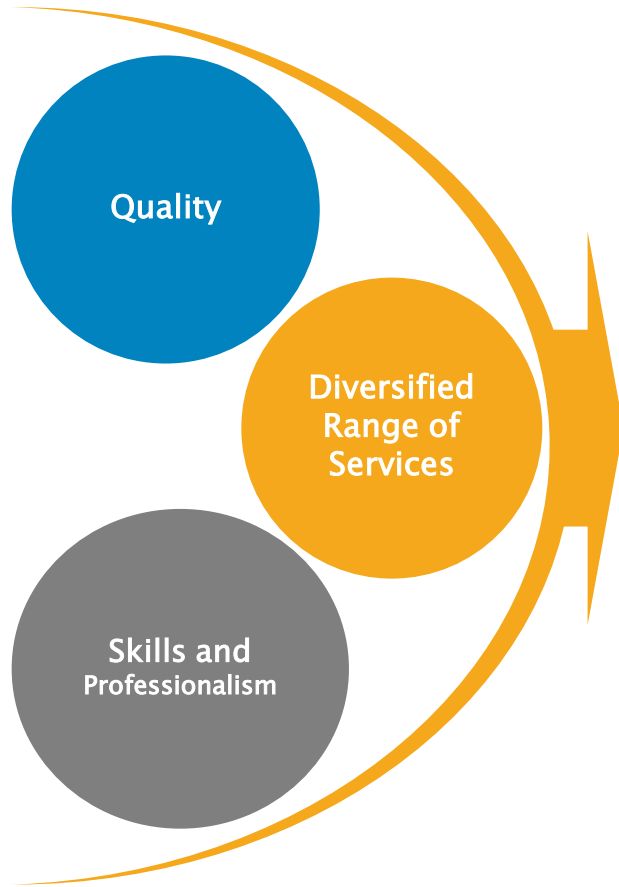 Quality
Diversified
Range of
Services
Skills and
Professionalism